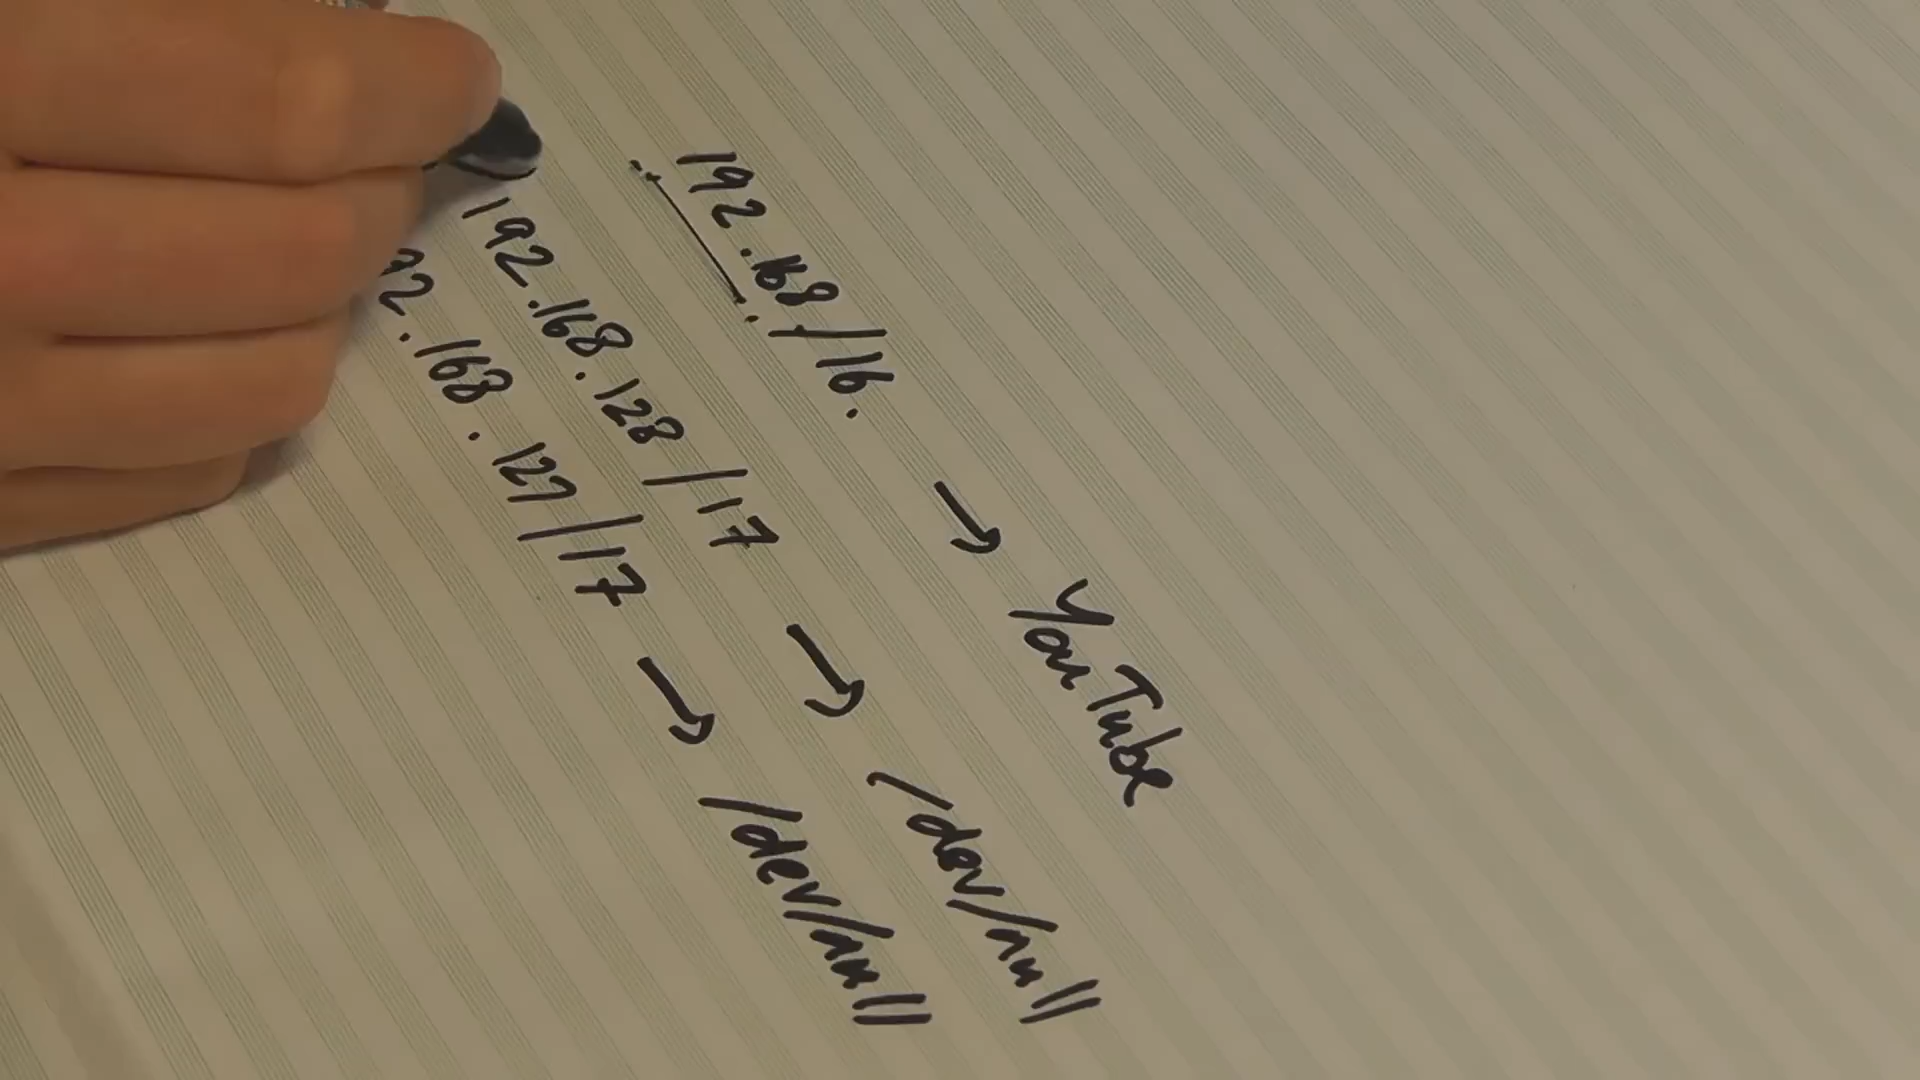 192.168/16. → YouTube
192.168.128/17 → /dev/null
92.168.127/17 → /dev/null